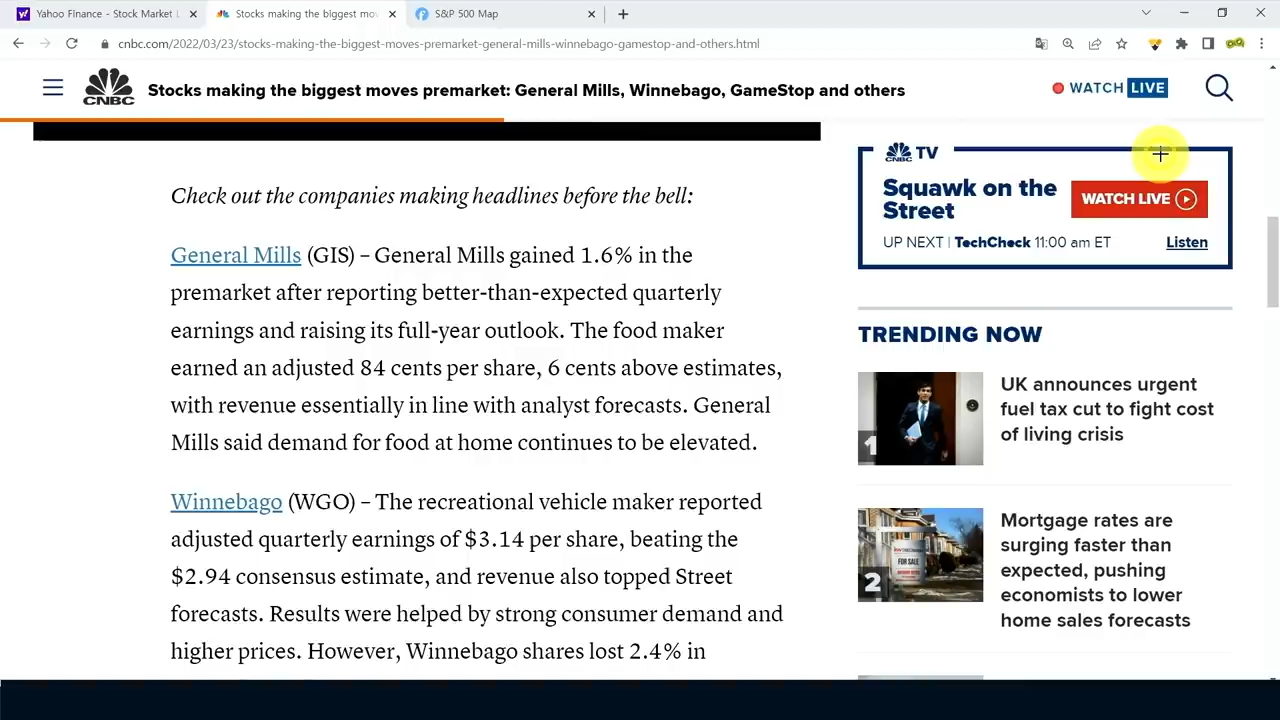 Yahoo Finance - Stock Market L
Stocks making the biggest mov
S&P 500 Map
cnbc.com/2022/03/23/stocks-making-the-biggest-moves-premarket-general-mills-winnebago-gamestop-and-others.html
CNBC
Stocks making the biggest moves premarket: General Mills, Winnebago, GameStop and others
WATCH LIVE
Check out the companies making headlines before the bell:
General Mills (GIS) – General Mills gained 1.6% in the
premarket after reporting better-than-expected quarterly
earnings and raising its full-year outlook. The food maker
earned an adjusted 84 cents per share, 6 cents above estimates,
with revenue essentially in line with analyst forecasts. General
Mills said demand for food at home continues to be elevated.
Winnebago (WGO) – The recreational vehicle maker reported
adjusted quarterly earnings of $3.14 per share, beating the
$2.94 consensus estimate, and revenue also topped Street
forecasts. Results were helped by strong consumer demand and
higher prices. However, Winnebago shares lost 2.4% in
CNBC TV
Squawk on the
Street
WATCH LIVE
UP NEXT | TechCheck 11:00 am ET
Listen
TRENDING NOW
1
UK announces urgent
fuel tax cut to fight cost
of living crisis
FOR SALE
2
Mortgage rates are
surging faster than
expected, pushing
economists to lower
home sales forecasts